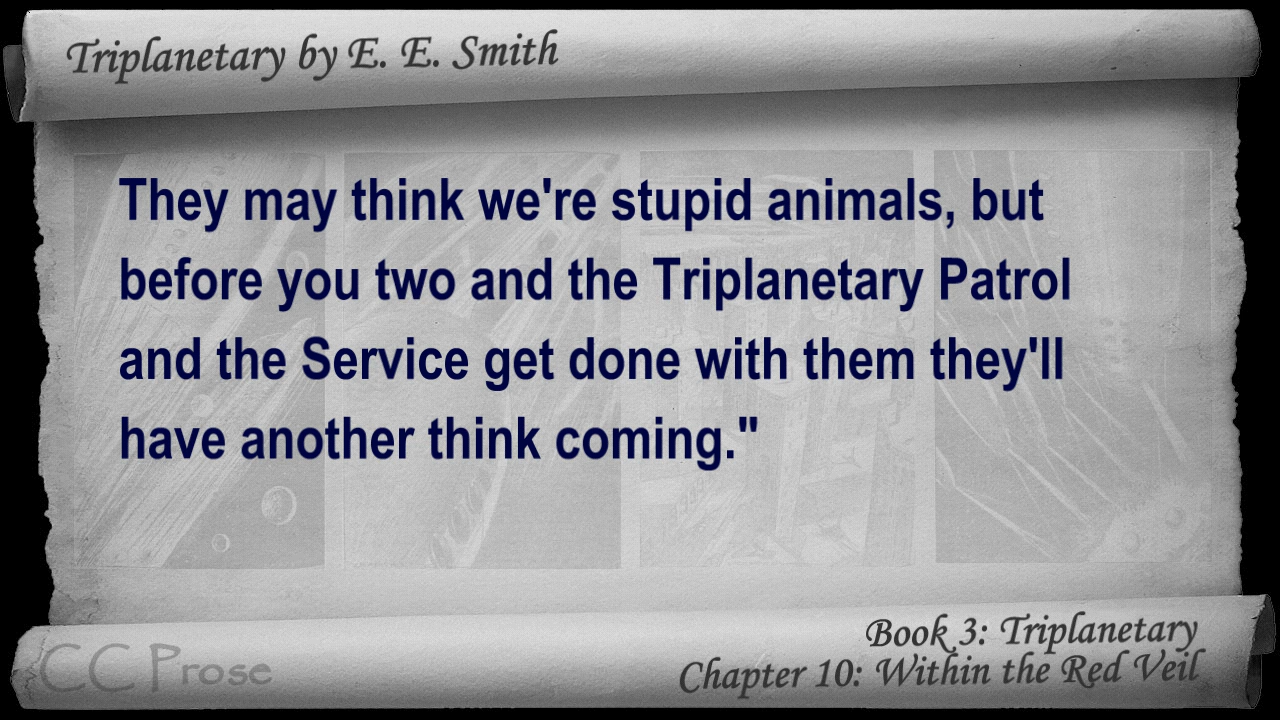 Triplanetary by E. E. Smith
They may think we're stupid animals, but
before you two and the Triplanetary Patrol
and the Service get done with them they'll
have another think coming."
Book 3: Triplanetary
Chapter 10: Within the Red Veil
CC Prose